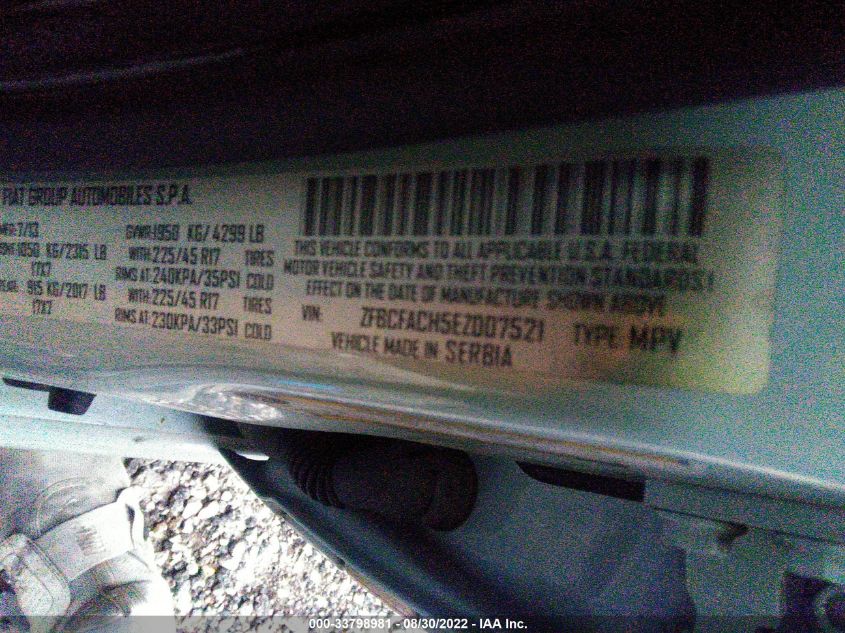 FIAT GROUP AUTOMOBILES S.P.A.
MFR: 7/13 GVWR: 1950 KG/ 4299 LB
1050 KG/2315 LB WITH: 225/45 R17 TIRES
17X7 RIMS AT: 240KPA/35PSI COLD
915 KG/2017 LB WITH: 225/45 R17 TIRES
17X7 RIMS AT: 230KPA/33PSI COLD
THIS VEHICLE CONFORMS TO ALL APPLICABLE U.S.A. FEDERAL
MOTOR VEHICLE SAFETY AND THEFT PREVENTION STANDARDS I
EFFECT ON THE DATE OF MANUFACTURE SHOWN ABOVE
VIN: ZFBCFACH5EZ007521 TYPE MPV
VEHICLE MADE IN SERBIA
000-33798981 - 08/30/2022 - IAA Inc.